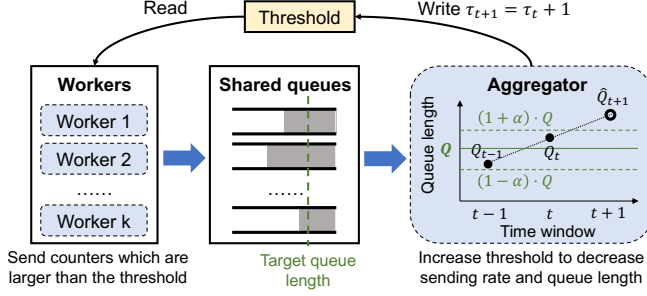 Read
Threshold
Write τₜ₊₁ = τₜ + 1
Workers
Worker 1
Worker 2
......
Worker k
Send counters which are
larger than the threshold
Shared queues
......
Target queue
length
Aggregator
Queue length
Q̂ₜ₊₁
(1 + α) · Q
Q
Qₜ₋₁
Qₜ
(1 − α) · Q
t − 1
t
t + 1
Time window
Increase threshold to decrease
sending rate and queue length